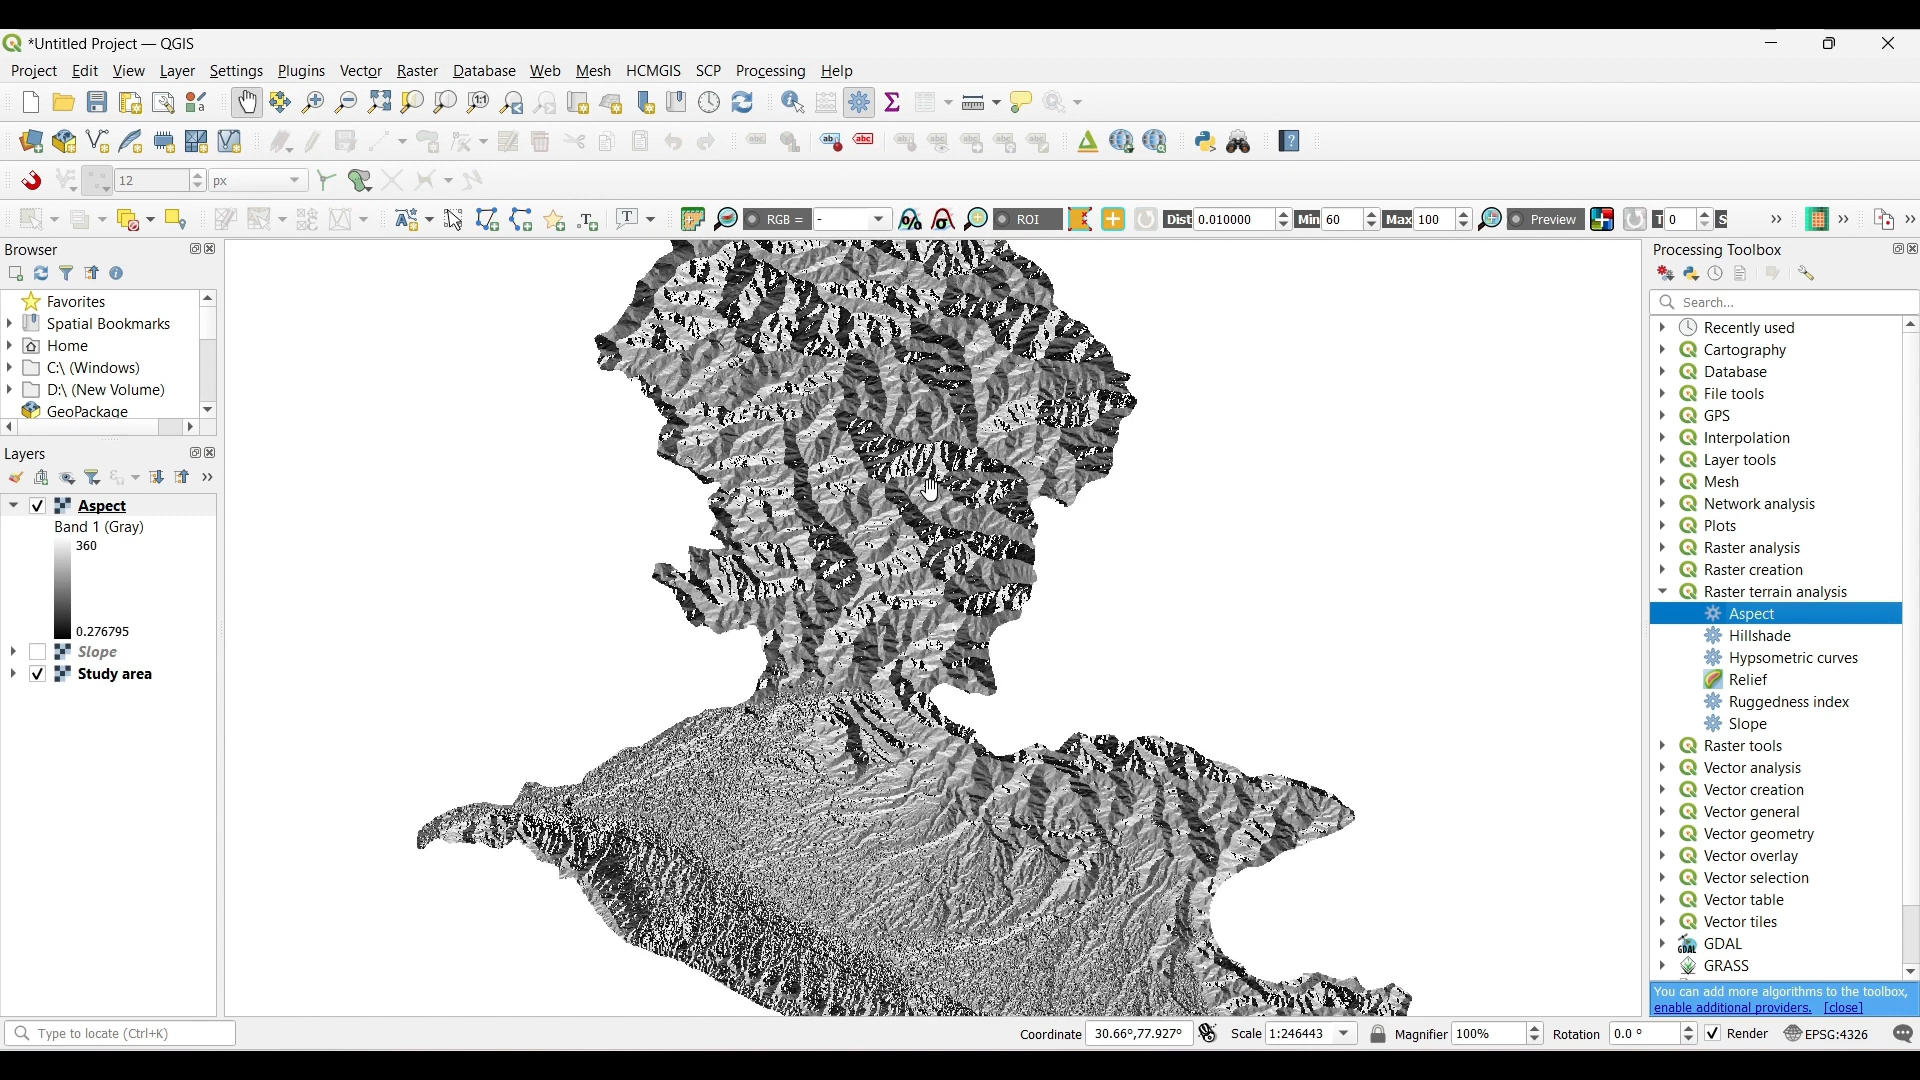 *Untitled Project — QGIS
Project Edit View Layer Settings Plugins Vector Raster Database Web Mesh HCMGIS SCP Processing Help
12 px
RGB = - ROI Dist 0.010000 Min 60 Max 100 Preview T 0 S
Browser
Favorites
Spatial Bookmarks
Home
C:\ (Windows)
D:\ (New Volume)
GeoPackage
Layers
Aspect
Band 1 (Gray)
360
0.276795
Slope
Study area
Processing Toolbox
Search...
Recently used
Cartography
Database
File tools
GPS
Interpolation
Layer tools
Mesh
Network analysis
Plots
Raster analysis
Raster creation
Raster terrain analysis
Aspect
Hillshade
Hypsometric curves
Relief
Ruggedness index
Slope
Raster tools
Vector analysis
Vector creation
Vector general
Vector geometry
Vector overlay
Vector selection
Vector table
Vector tiles
GDAL
GRASS
You can add more algorithms to the toolbox,
enable additional providers. [close]
Type to locate (Ctrl+K) Coordinate 30.66°,77.927° Scale 1:246443 Magnifier 100% Rotation 0.0 ° Render EPSG:4326